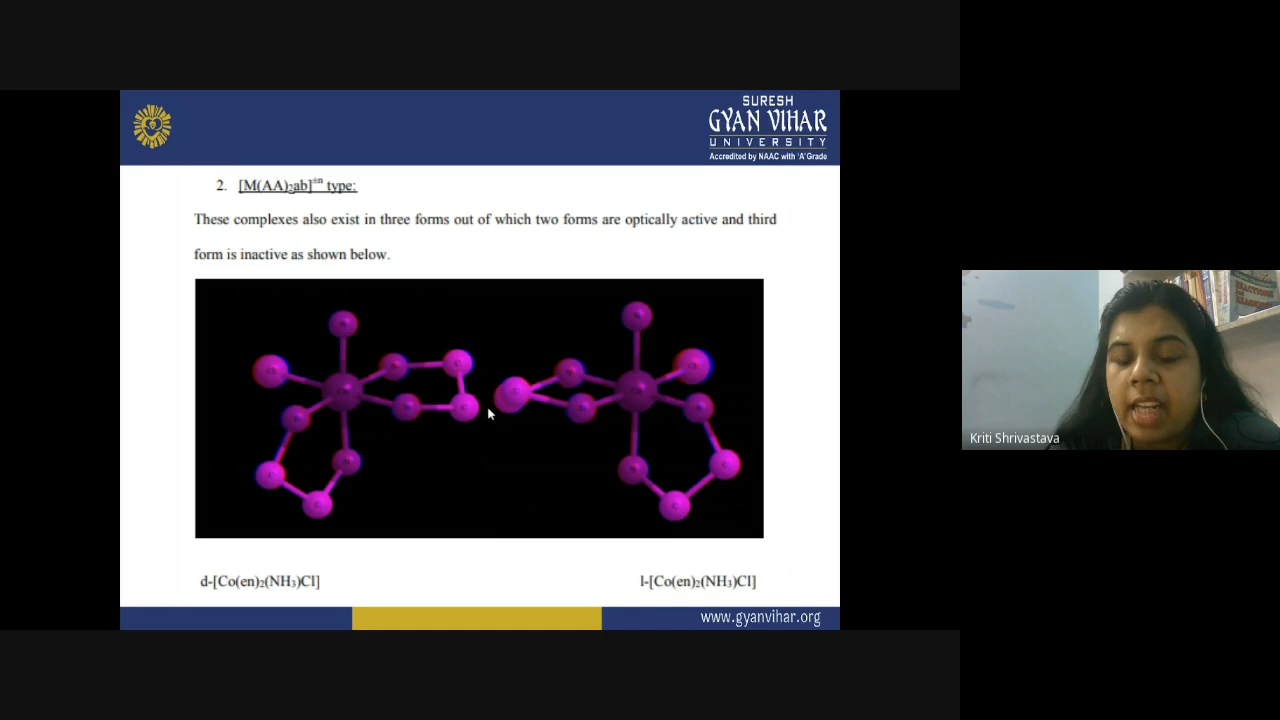 SURESH
GYAN VIHAR
UNIVERSITY
Accredited by NAAC with 'A' Grade
2. [M(AA)₂ab]±ⁿ type:
These complexes also exist in three forms out of which two forms are optically active and third
form is inactive as shown below.
d-[Co(en)₂(NH₃)Cl]
l-[Co(en)₂(NH₃)Cl]
www.gyanvihar.org
Kriti Shrivastava